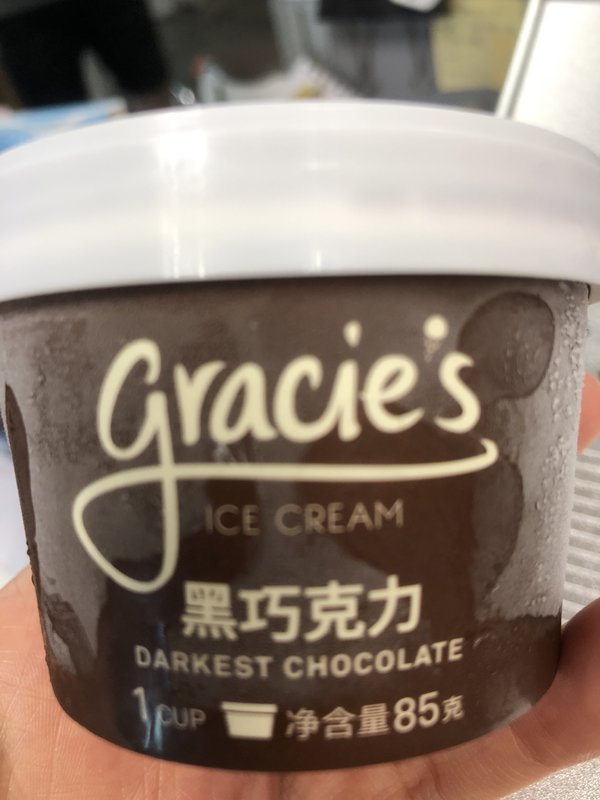 gracie's
ICE CREAM
黑巧克力
DARKEST CHOCOLATE
1 CUP 净含量85克